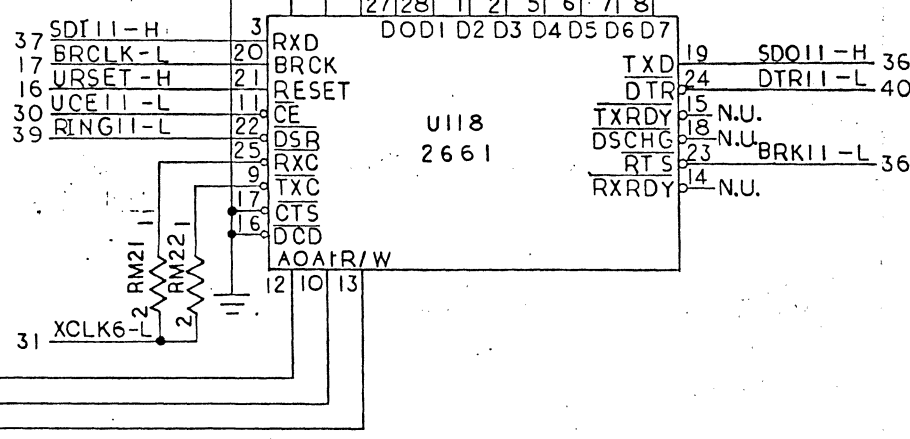 27 28 1 2 5 6 7 8
D0 D1 D2 D3 D4 D5 D6 D7
37 SDI11-H 3 RXD
17 BRCLK-L 20 BRCK
16 URSET-H 21 RESET
30 UCE11-L 11 CE
39 RING11-L 22 DSR
25 RXC
9 TXC
17 CTS
16 DCD
U118
2661
TXD 19 SDO11-H 36
DTR 24 DTR11-L 40
TXRDY 15 N.U.
DSCHG 18 N.U.
RTS 23 BRK11-L 36
RXRDY 14 N.U.
A0 A1 R/W
12 10 13
RM21 1 2
RM22 1 2
31 XCLK6-L